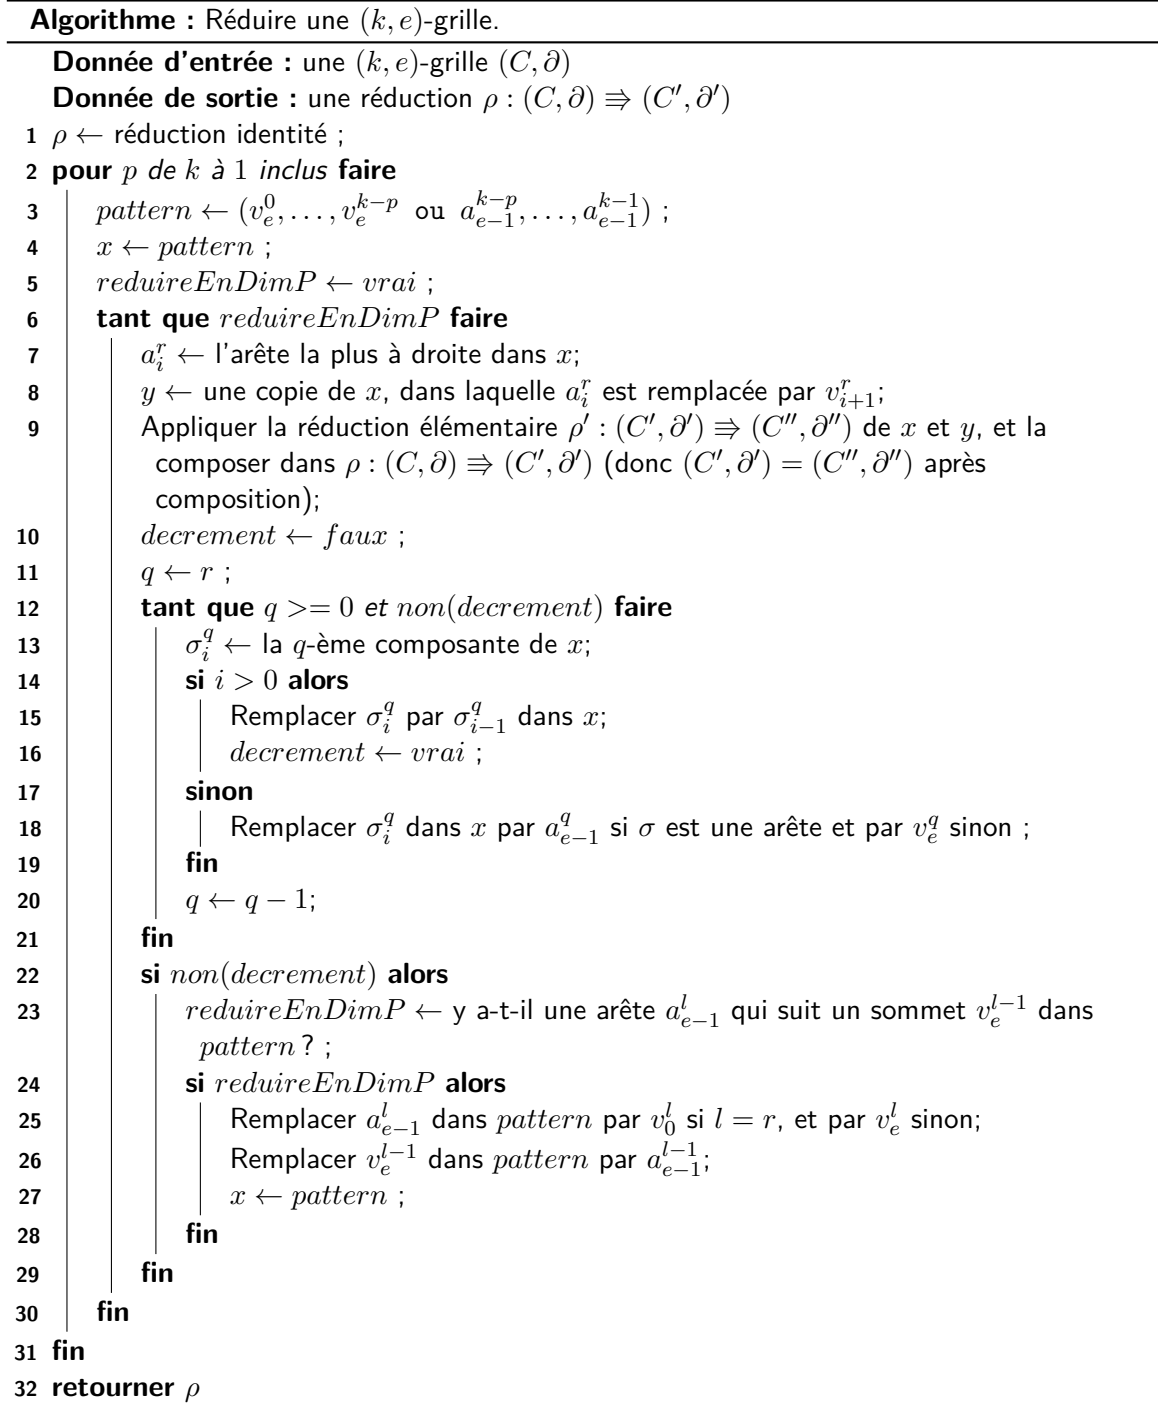 Algorithme : Réduire une (k, e)-grille.
Donnée d'entrée : une (k, e)-grille (C, ∂)
Donnée de sortie : une réduction ρ : (C, ∂) ⇛ (C′, ∂′)
1 ρ ← réduction identité ;
2 pour p de k à 1 inclus faire
3 pattern ← (v_e^0, . . . , v_e^{k−p} ou a_{e−1}^{k−p}, . . . , a_{e−1}^{k−1}) ;
4 x ← pattern ;
5 reduireEnDimP ← vrai ;
6 tant que reduireEnDimP faire
7 a_i^r ← l'arête la plus à droite dans x;
8 y ← une copie de x, dans laquelle a_i^r est remplacée par v_{i+1}^r;
9 Appliquer la réduction élémentaire ρ′ : (C′, ∂′) ⇛ (C′′, ∂′′) de x et y, et la
composer dans ρ : (C, ∂) ⇛ (C′, ∂′) (donc (C′, ∂′) = (C′′, ∂′′) après
composition);
10 decrement ← faux ;
11 q ← r ;
12 tant que q >= 0 et non(decrement) faire
13 σ_i^q ← la q-ème composante de x;
14 si i > 0 alors
15 Remplacer σ_i^q par σ_{i−1}^q dans x;
16 decrement ← vrai ;
17 sinon
18 Remplacer σ_i^q dans x par a_{e−1}^q si σ est une arête et par v_e^q sinon ;
19 fin
20 q ← q − 1;
21 fin
22 si non(decrement) alors
23 reduireEnDimP ← y a-t-il une arête a_{e−1}^l qui suit un sommet v_e^{l−1} dans
pattern ? ;
24 si reduireEnDimP alors
25 Remplacer a_{e−1}^l dans pattern par v_0^l si l = r, et par v_e^l sinon;
26 Remplacer v_e^{l−1} dans pattern par a_{e−1}^{l−1};
27 x ← pattern ;
28 fin
29 fin
30 fin
31 fin
32 retourner ρ